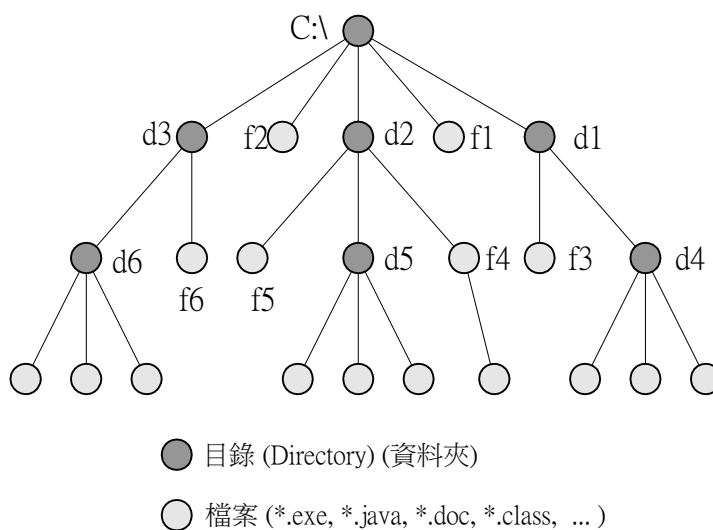 C:\
d3 f2 d2 f1 d1
d6 f6 f5 d5 f4 f3 d4
目錄 (Directory) (資料夾)
檔案 (*.exe, *.java, *.doc, *.class, ... )